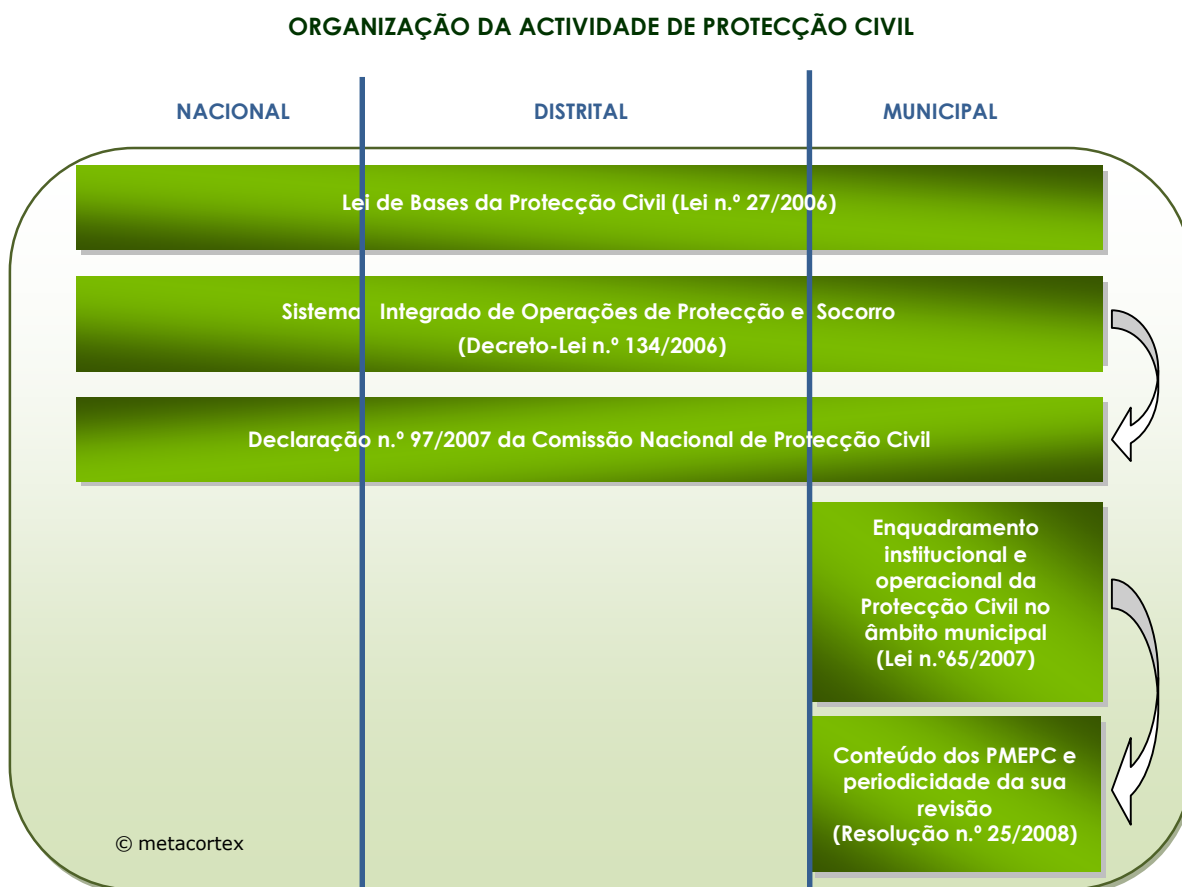 ORGANIZAÇÃO DA ACTIVIDADE DE PROTECÇÃO CIVIL
NACIONAL
DISTRITAL
MUNICIPAL
Lei de Bases da Protecção Civil (Lei n.º 27/2006)
Sistema Integrado de Operações de Protecção e Socorro
(Decreto-Lei n.º 134/2006)
Declaração n.º 97/2007 da Comissão Nacional de Protecção Civil
Enquadramento
institucional e
operacional da
Protecção Civil no
âmbito municipal
(Lei n.º65/2007)
Conteúdo dos PMEPC e
periodicidade da sua
revisão
(Resolução n.º 25/2008)
© metacortex